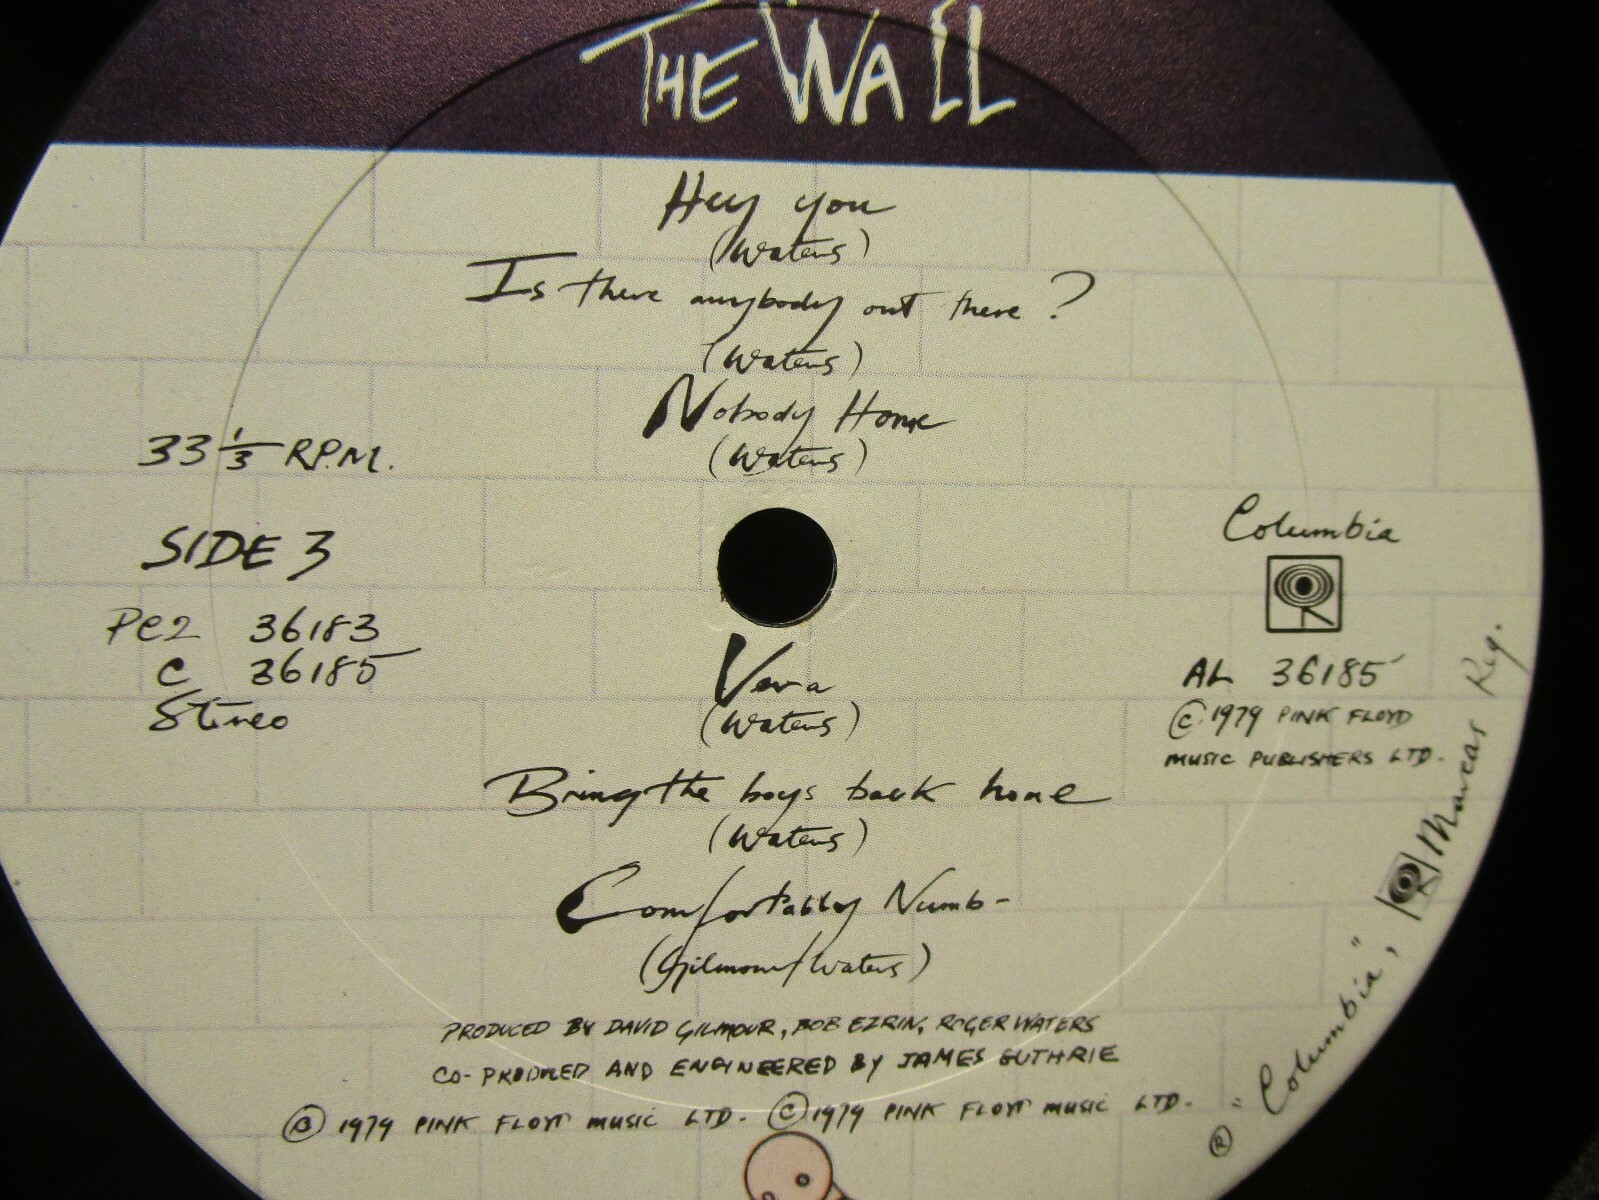 THE WALL
Hey you
(Waters)
Is there anybody out there?
(Waters)
Nobody Home
(Waters)
33 1/3 R.P.M.
SIDE 3
PC2 36183
C 36185
Stereo
Columbia
AL 36185
© 1979 PINK FLOYD
MUSIC PUBLISHERS LTD.
Vera
(Waters)
Bring the boys back home
(Waters)
Comfortably Numb-
(Gilmour/Waters)
PRODUCED BY DAVID GILMOUR, BOB EZRIN, ROGER WATERS
CO-PRODUCED AND ENGINEERED BY JAMES GUTHRIE
℗ 1979 PINK FLOYD MUSIC LTD. © 1979 PINK FLOYD MUSIC LTD.
® "Columbia", Marcas Reg.